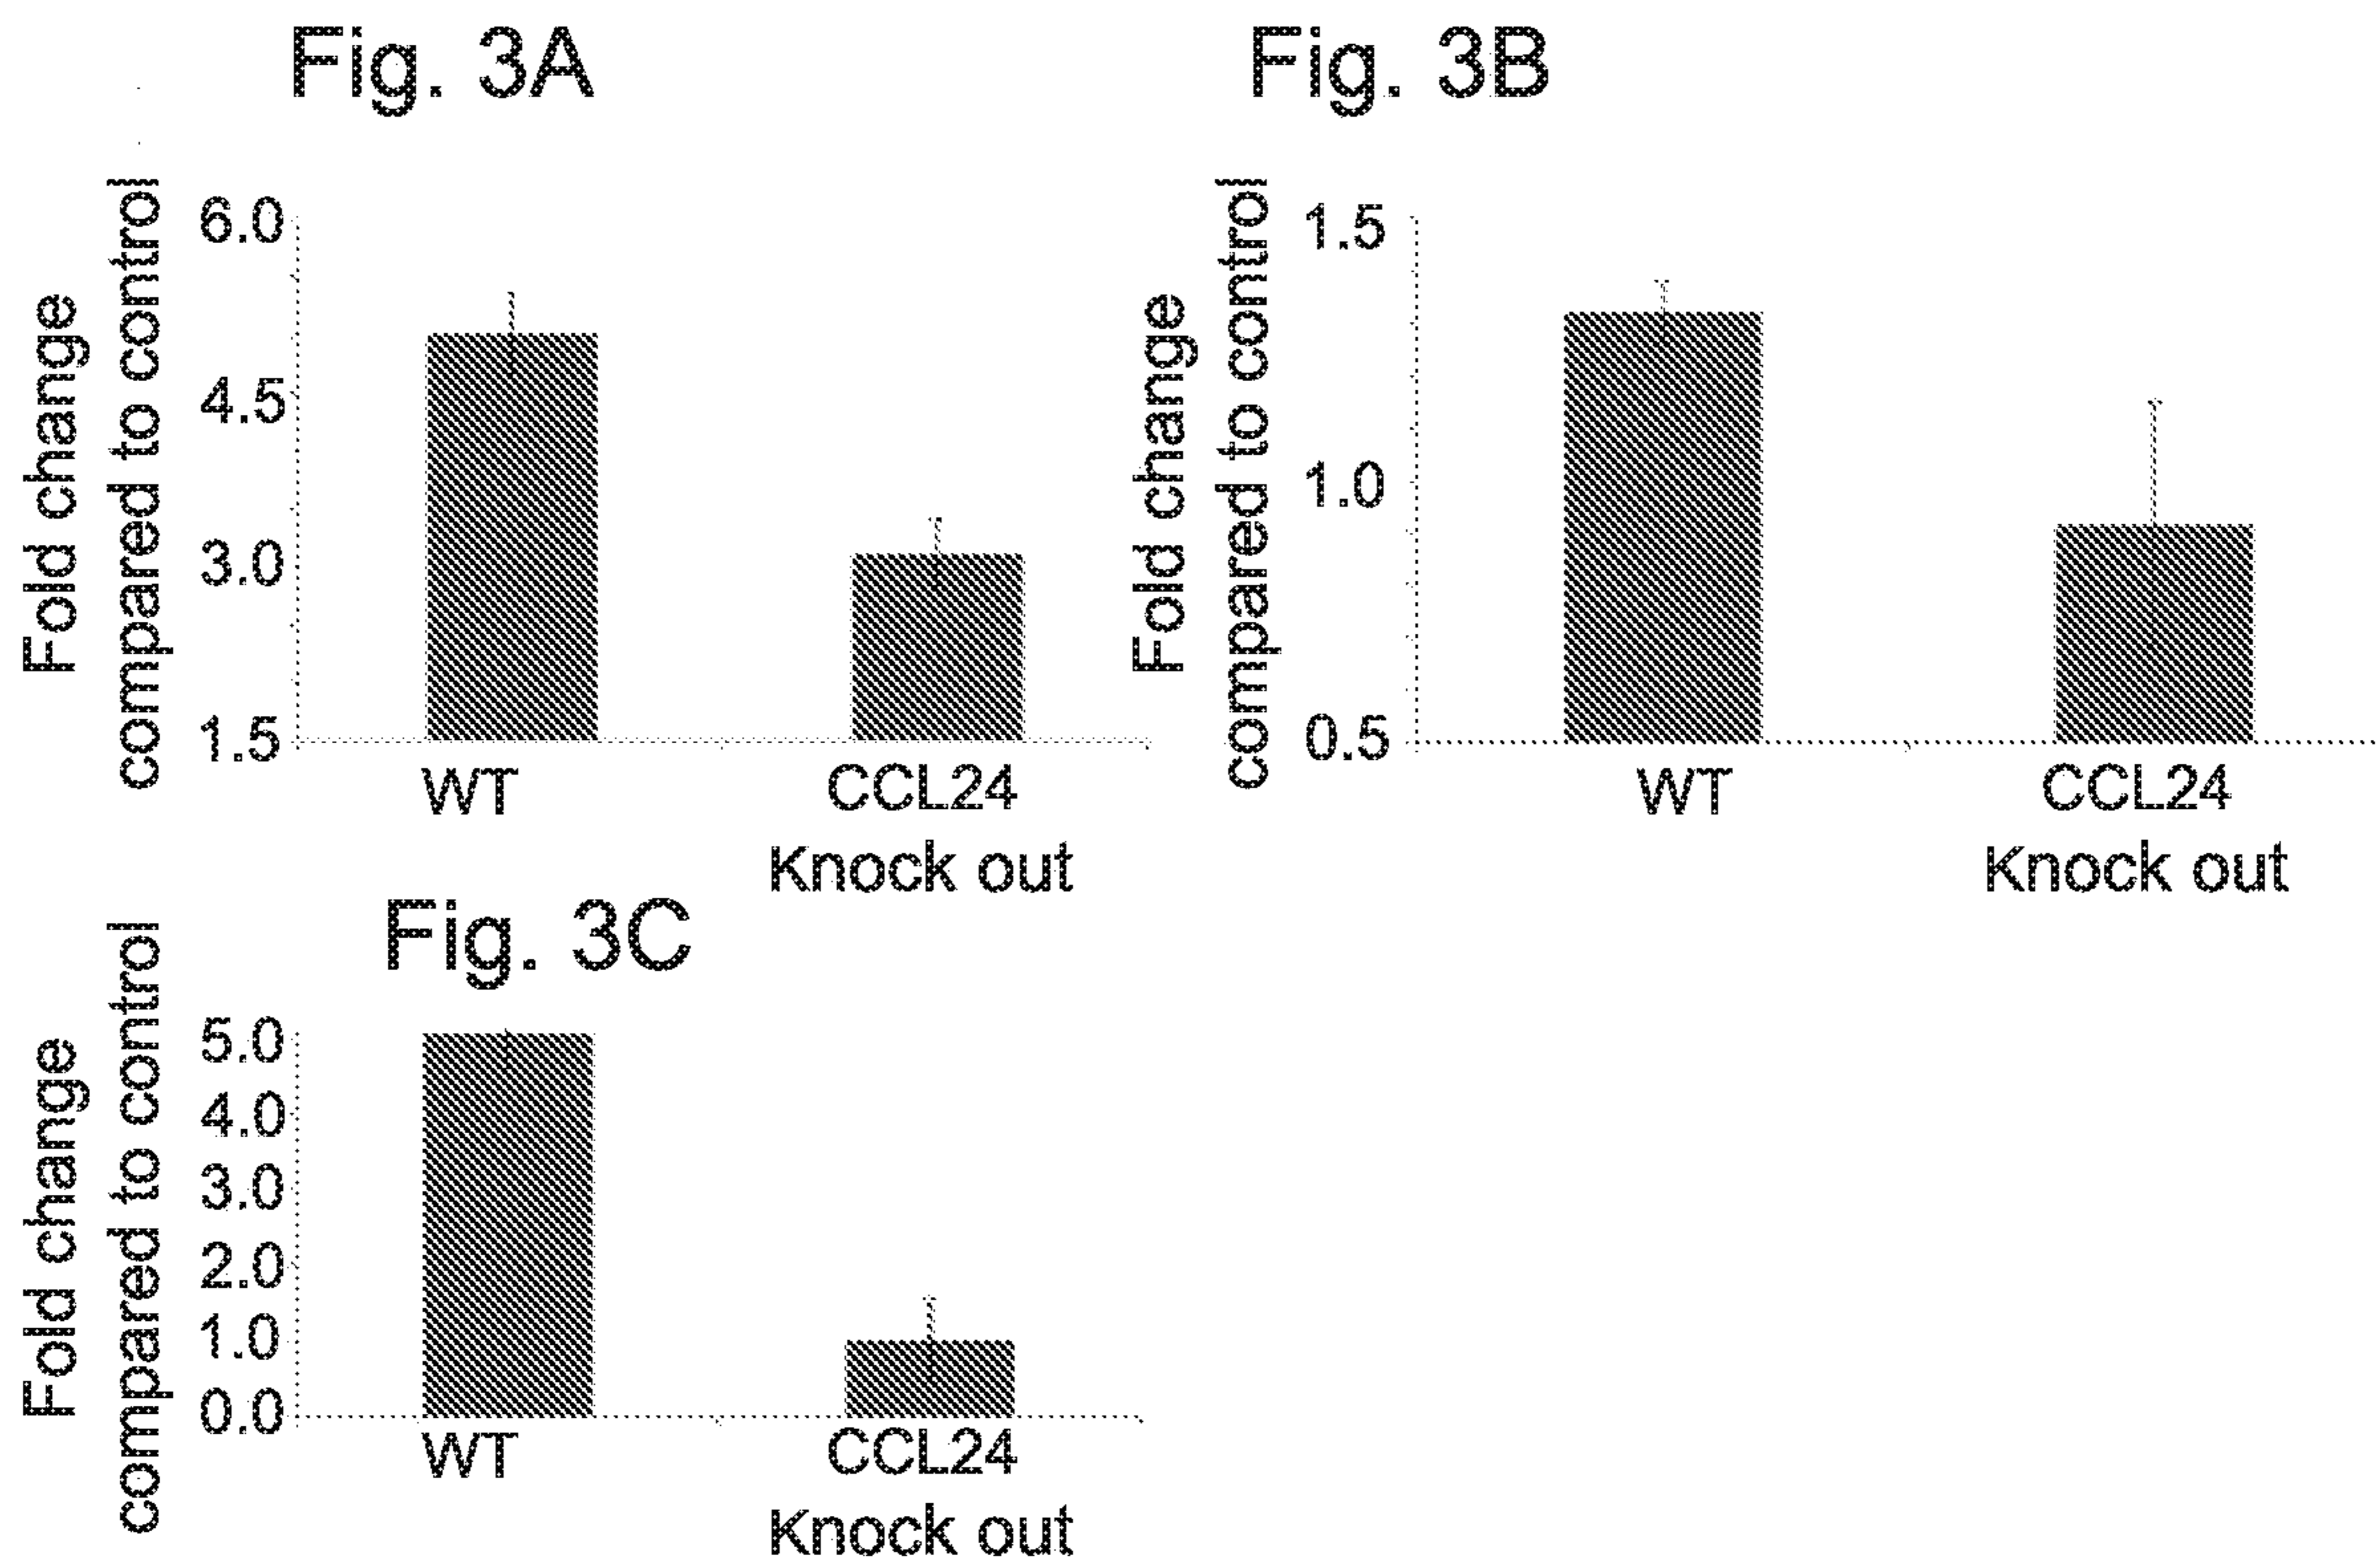 Fig. 3A
Fold change
compared to control
6.0
4.5
3.0
1.5
WT
CCL24
Knock out
Fig. 3B
Fold change
compared to control
1.5
1.0
0.5
WT
CCL24
Knock out
Fig. 3C
Fold change
compared to control
5.0
4.0
3.0
2.0
1.0
0.0
WT
CCL24
Knock out